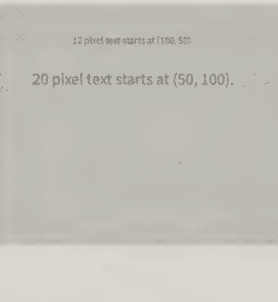 12 pixel text starts at (100, 50).
20 pixel text starts at (50, 100).